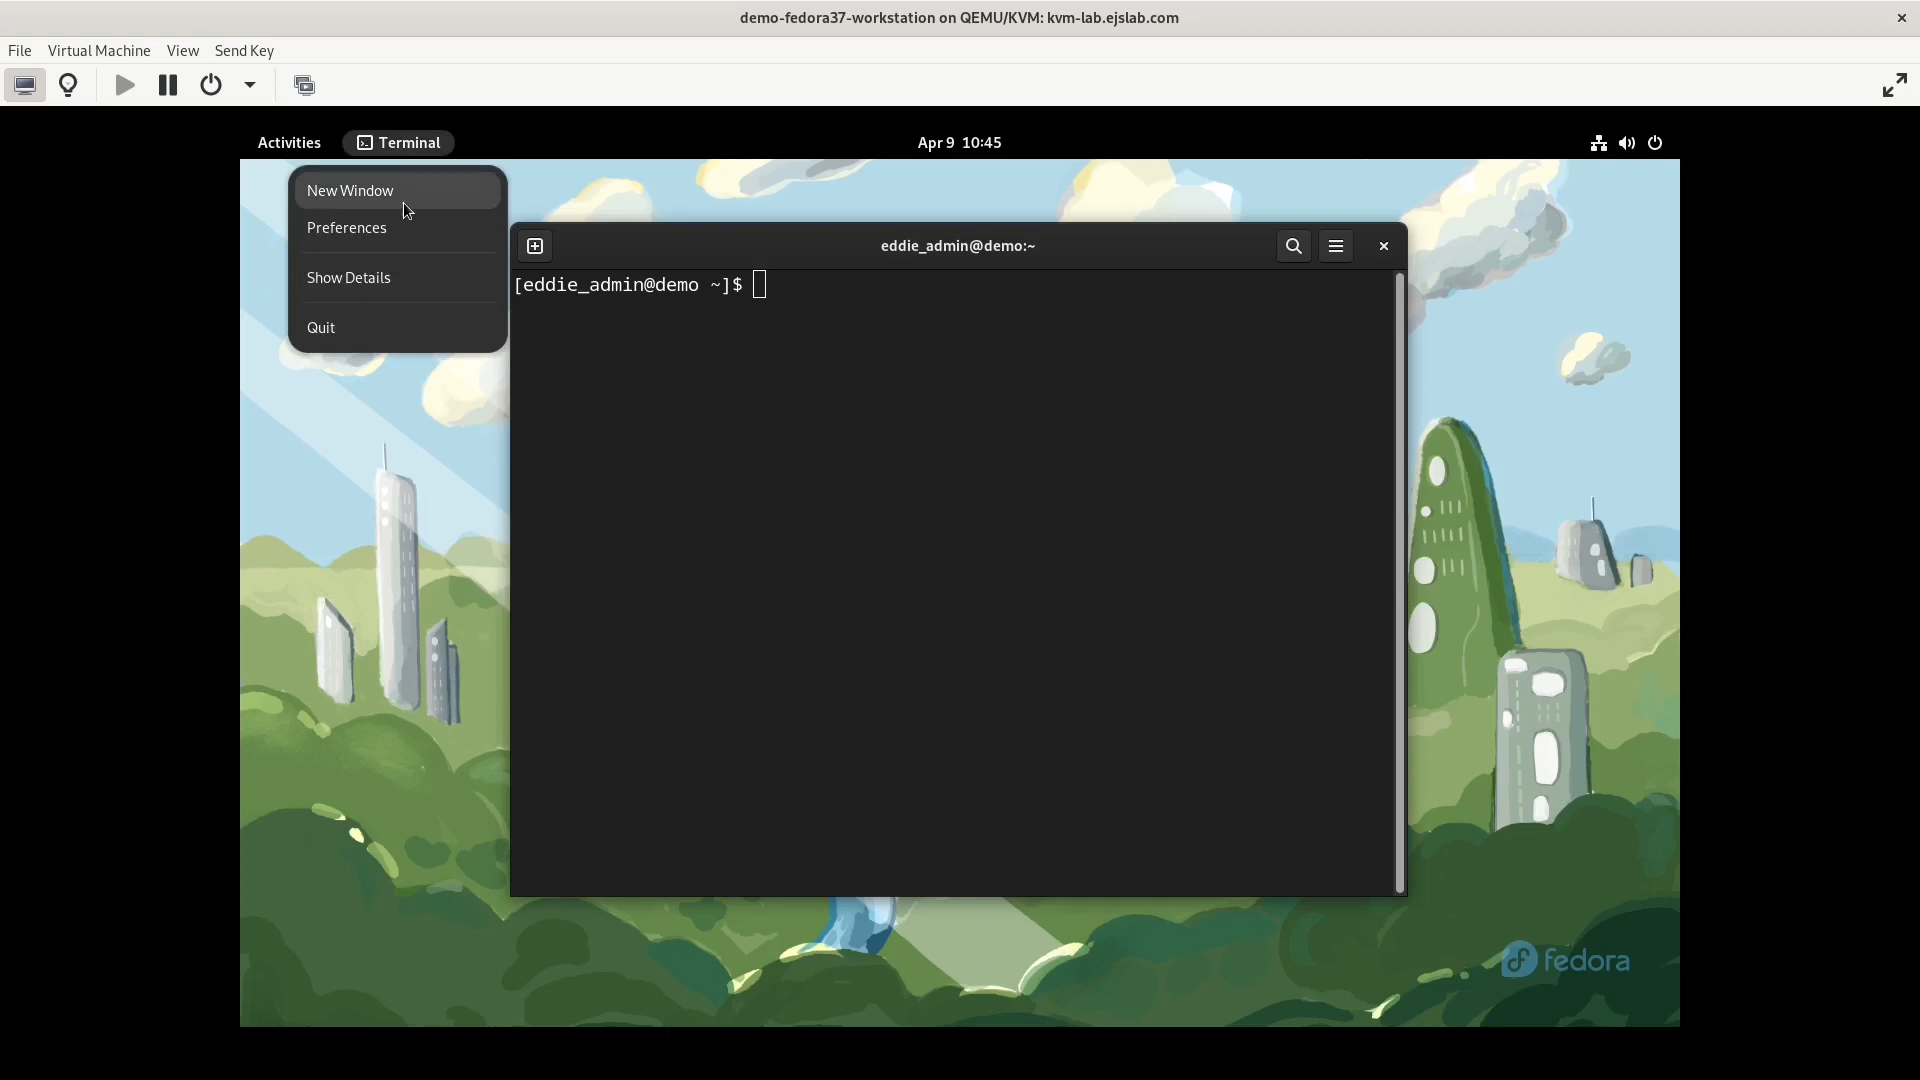 demo-fedora37-workstation on QEMU/KVM: kvm-lab.ejslab.com
File Virtual Machine View Send Key
Activities Terminal Apr 9 10:45
New Window
Preferences
Show Details
Quit
eddie_admin@demo:~
[eddie_admin@demo ~]$
fedora